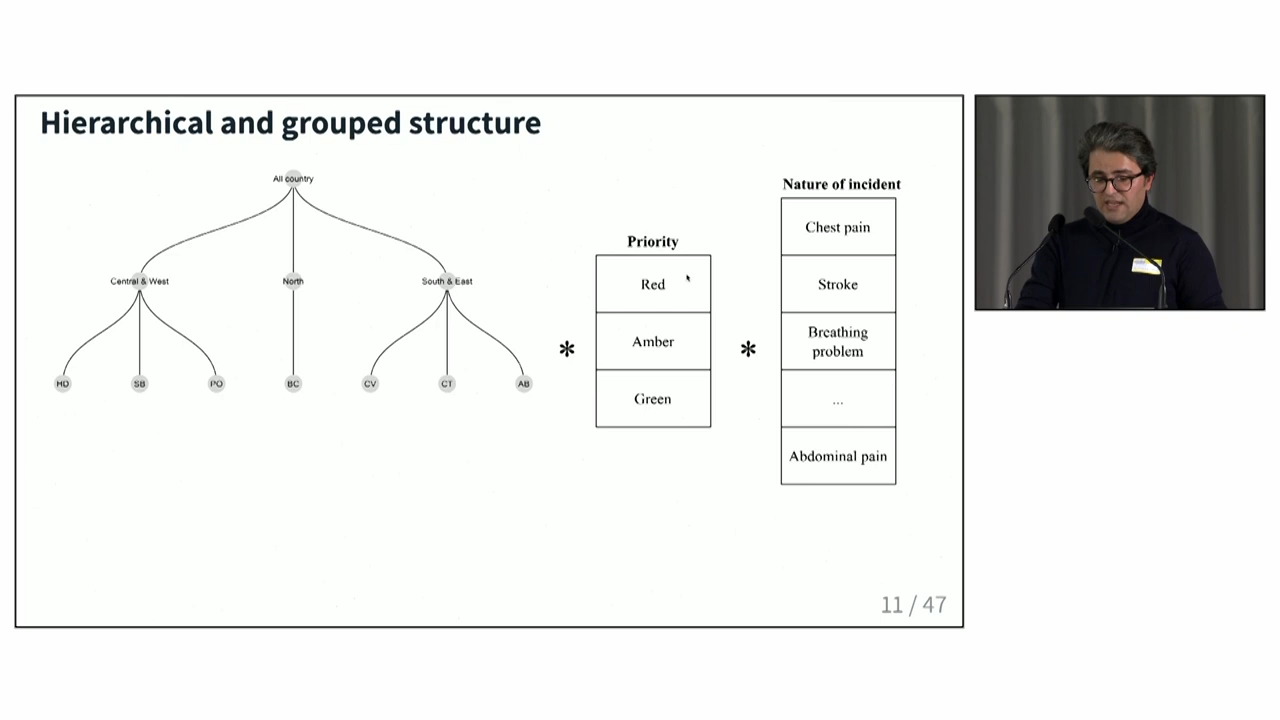 Hierarchical and grouped structure
All country
Central & West
North
South & East
HD
SB
PO
BC
CV
CT
AB
*
Priority
Red
Amber
Green
*
Nature of incident
Chest pain
Stroke
Breathing
problem
...
Abdominal pain
11 / 47